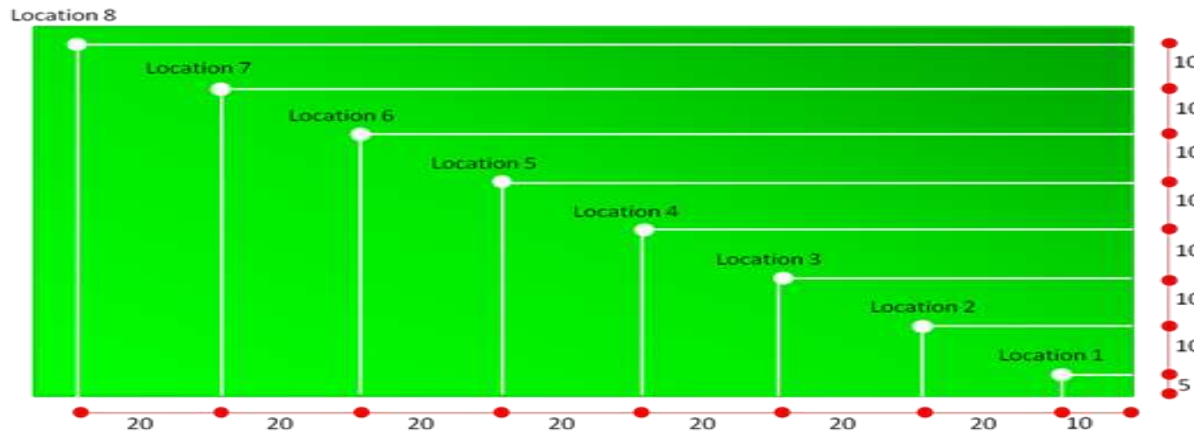 Location 8
10
Location 7
10
Location 6
10
Location 5
10
Location 4
10
Location 3
10
Location 2
10
Location 1
5
20 20 20 20 20 20 20 10